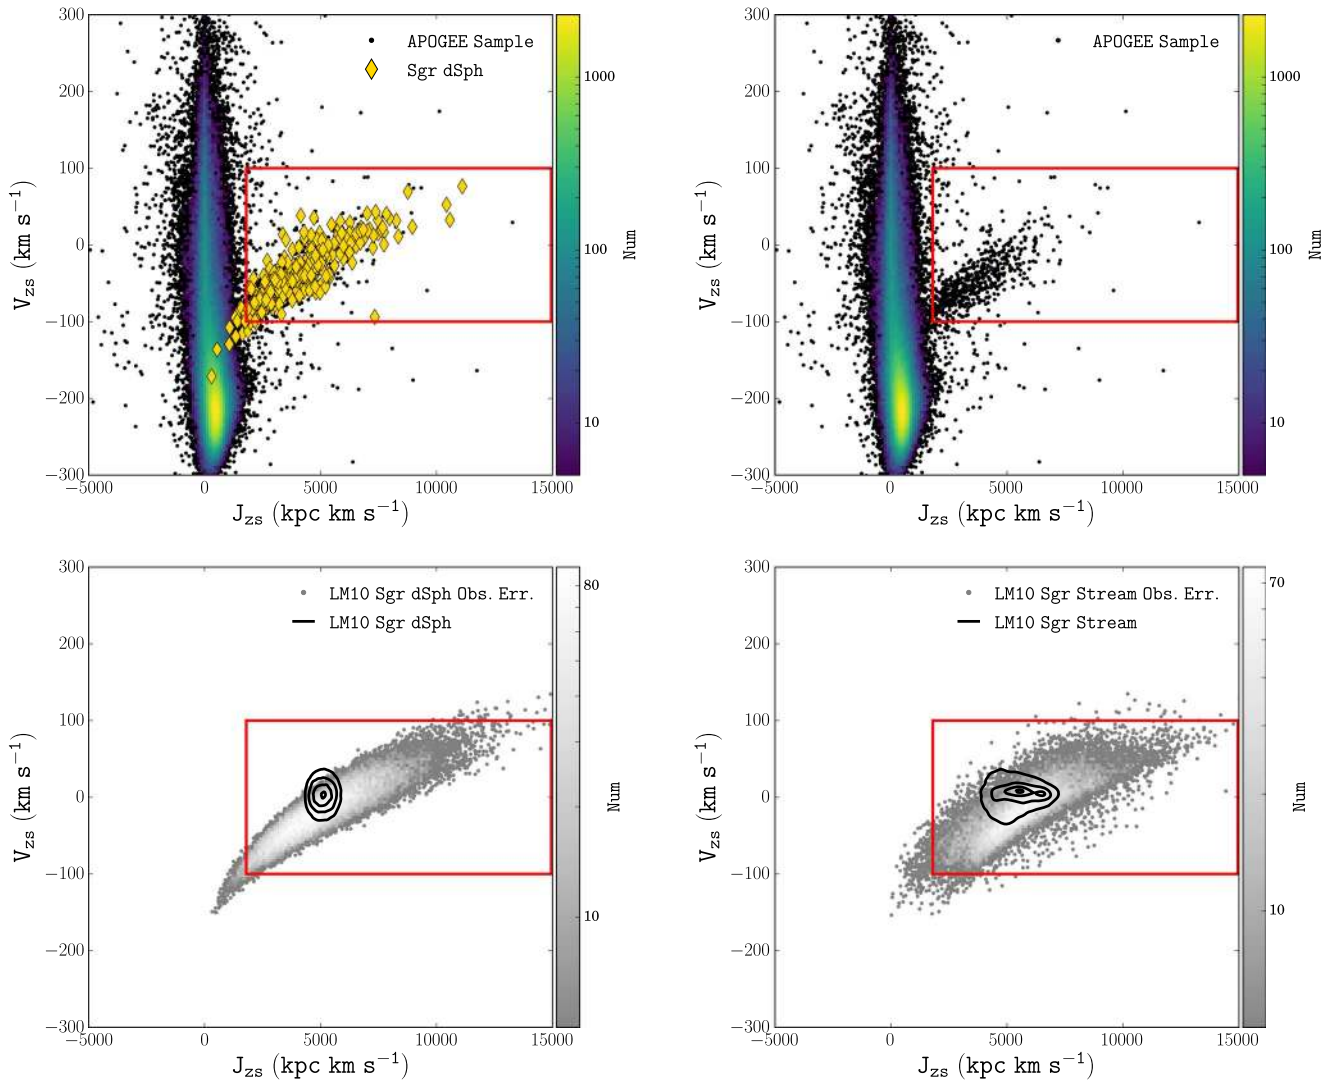 300
200
100
0
−100
−200
−300
−5000 0 5000 10000 15000
V_zs (km s⁻¹)
J_zs (kpc km s⁻¹)
APOGEE Sample
Sgr dSph
1000
100
10
Num
300
200
100
0
−100
−200
−300
−5000 0 5000 10000 15000
V_zs (km s⁻¹)
J_zs (kpc km s⁻¹)
APOGEE Sample
1000
100
10
Num
300
200
100
0
−100
−200
−300
−5000 0 5000 10000 15000
V_zs (km s⁻¹)
J_zs (kpc km s⁻¹)
LM10 Sgr dSph Obs. Err.
LM10 Sgr dSph
80
10
Num
300
200
100
0
−100
−200
−300
−5000 0 5000 10000 15000
V_zs (km s⁻¹)
J_zs (kpc km s⁻¹)
LM10 Sgr Stream Obs. Err.
LM10 Sgr Stream
70
10
Num